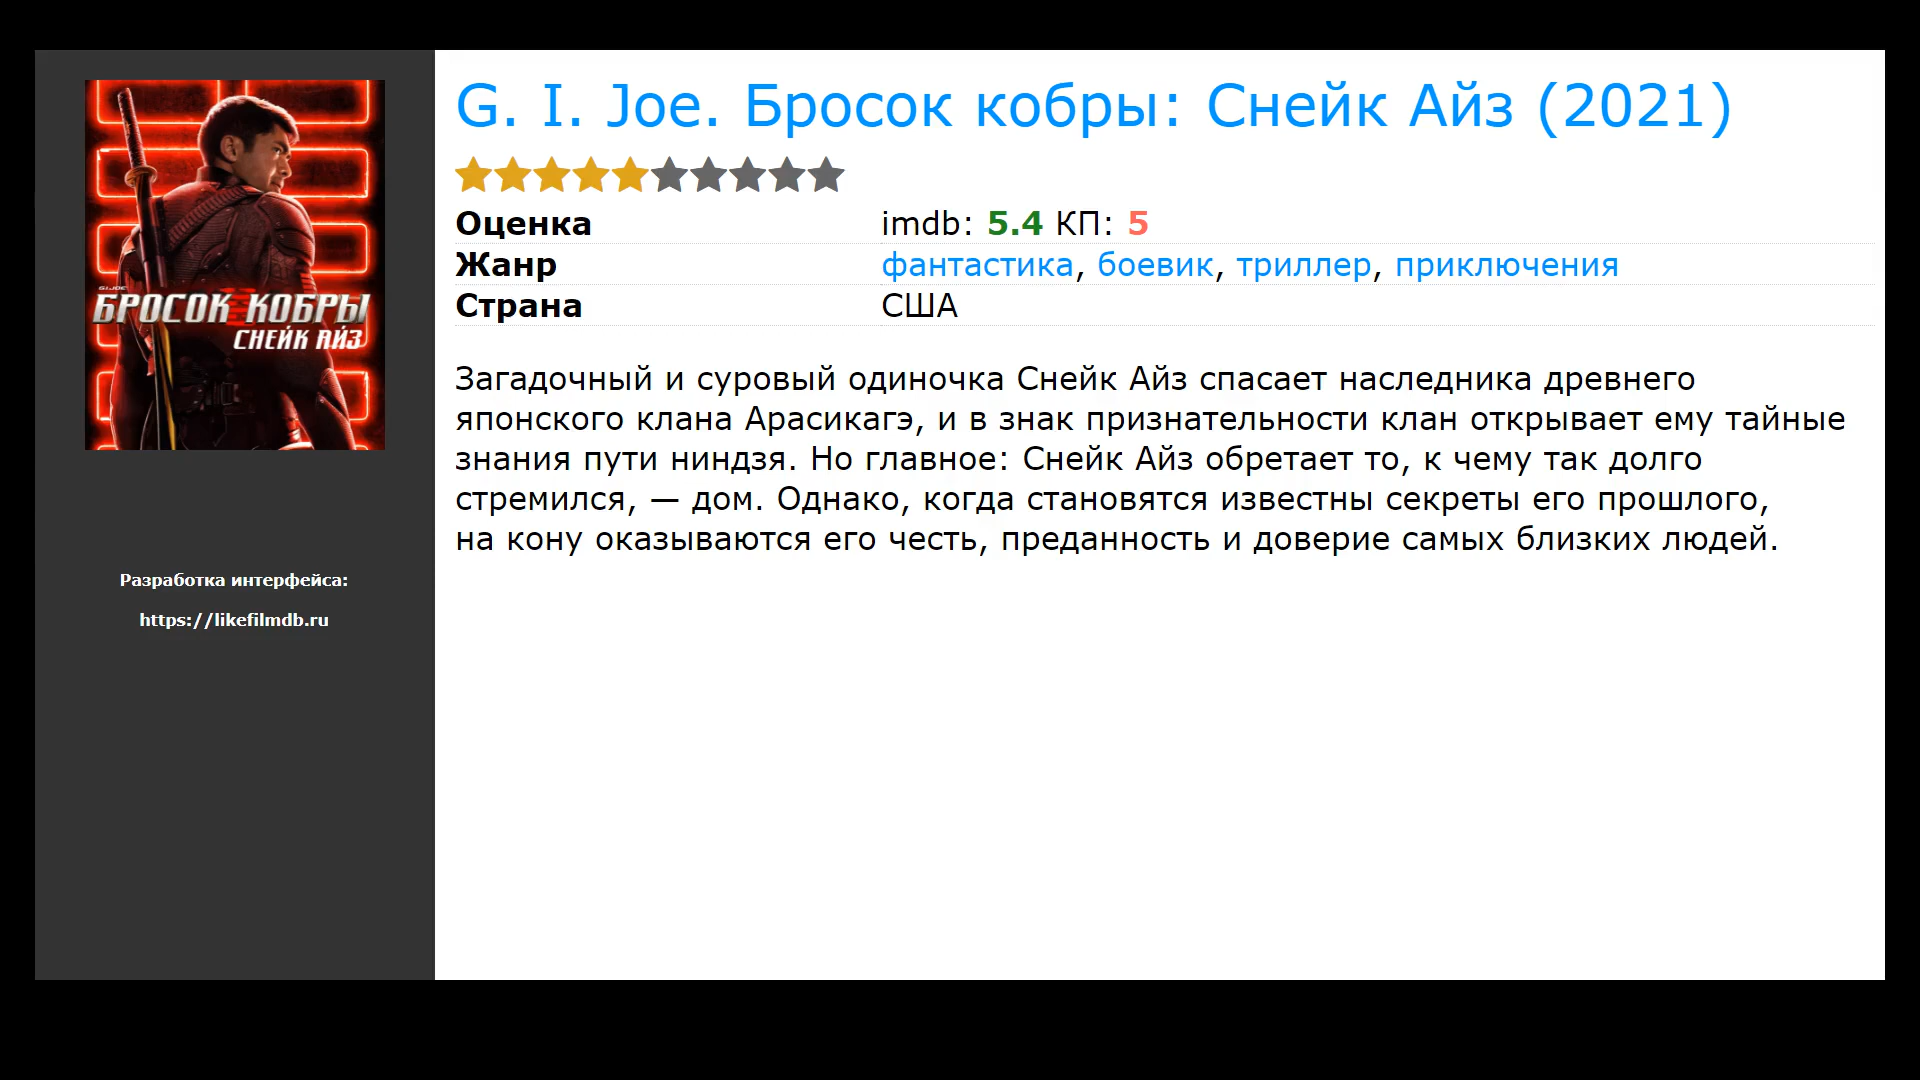 G.I.JOE
БРОСОК КОБРЫ
СНЕЙК АЙЗ
Разработка интерфейса:
https://likefilmdb.ru
G. I. Joe. Бросок кобры: Снейк Айз (2021)
Оценка imdb: 5.4 КП: 5
Жанр фантастика, боевик, триллер, приключения
Страна США
Загадочный и суровый одиночка Снейк Айз спасает наследника древнего
японского клана Арасикагэ, и в знак признательности клан открывает ему тайные
знания пути ниндзя. Но главное: Снейк Айз обретает то, к чему так долго
стремился, — дом. Однако, когда становятся известны секреты его прошлого,
на кону оказываются его честь, преданность и доверие самых близких людей.